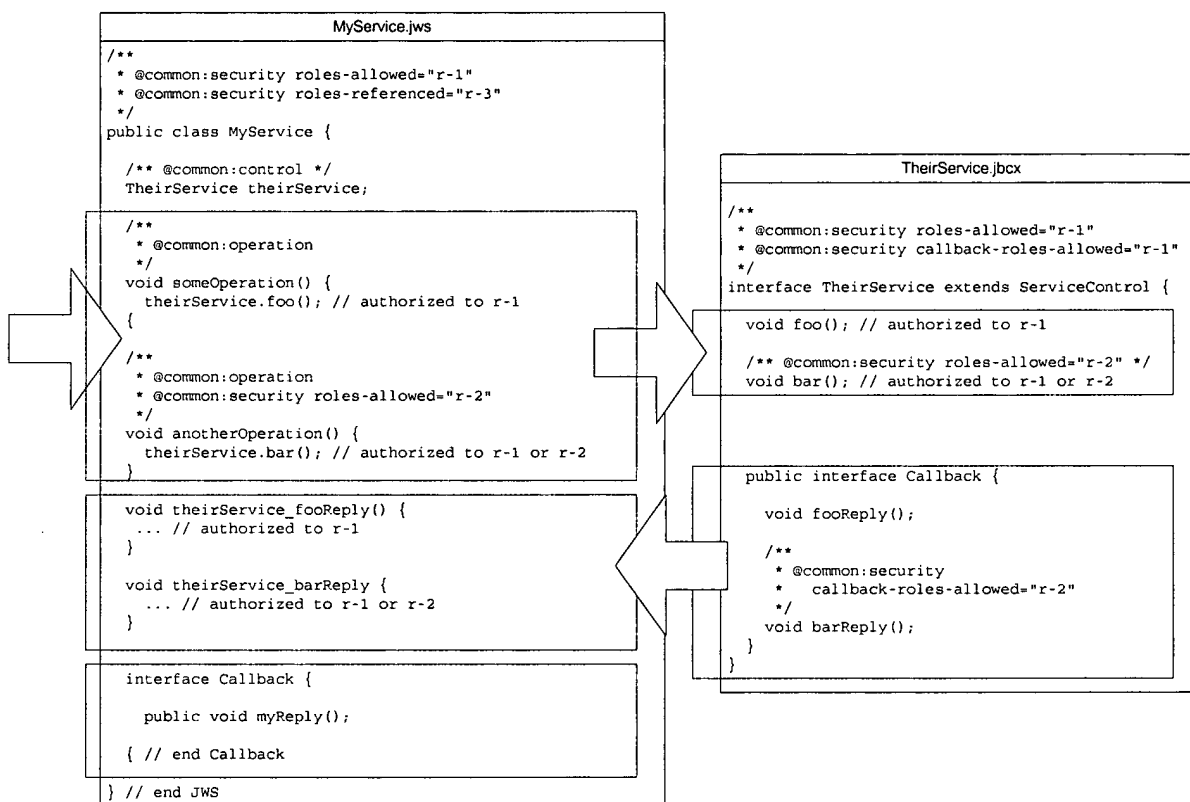 MyService.jws
/**
 * @common:security roles-allowed="r-1"
 * @common:security roles-referenced="r-3"
 */
public class MyService {
  /** @common:control */
  TheirService theirService;
  /**
   * @common:operation
   */
  void someOperation() {
    theirService.foo(); // authorized to r-1
  {
  /**
   * @common:operation
   * @common:security roles-allowed="r-2"
   */
  void anotherOperation() {
    theirService.bar(); // authorized to r-1 or r-2
  }
  void theirService_fooReply() {
   ... // authorized to r-1
  }
  void theirService_barReply {
    ... // authorized to r-1 or r-2
  }
  interface Callback {
    public void myReply();
  { // end Callback
} // end JWS
TheirService.jbcx
/**
 * @common:security roles-allowed="r-1"
 * @common:security callback-roles-allowed="r-1"
 */
interface TheirService extends ServiceControl {
  void foo(); // authorized to r-1
  /** @common:security roles-allowed="r-2" */
  void bar(); // authorized to r-1 or r-2
  public interface Callback {
    void fooReply();
    /**
     * @common:security
     *   callback-roles-allowed="r-2"
     */
    void barReply();
  }
}